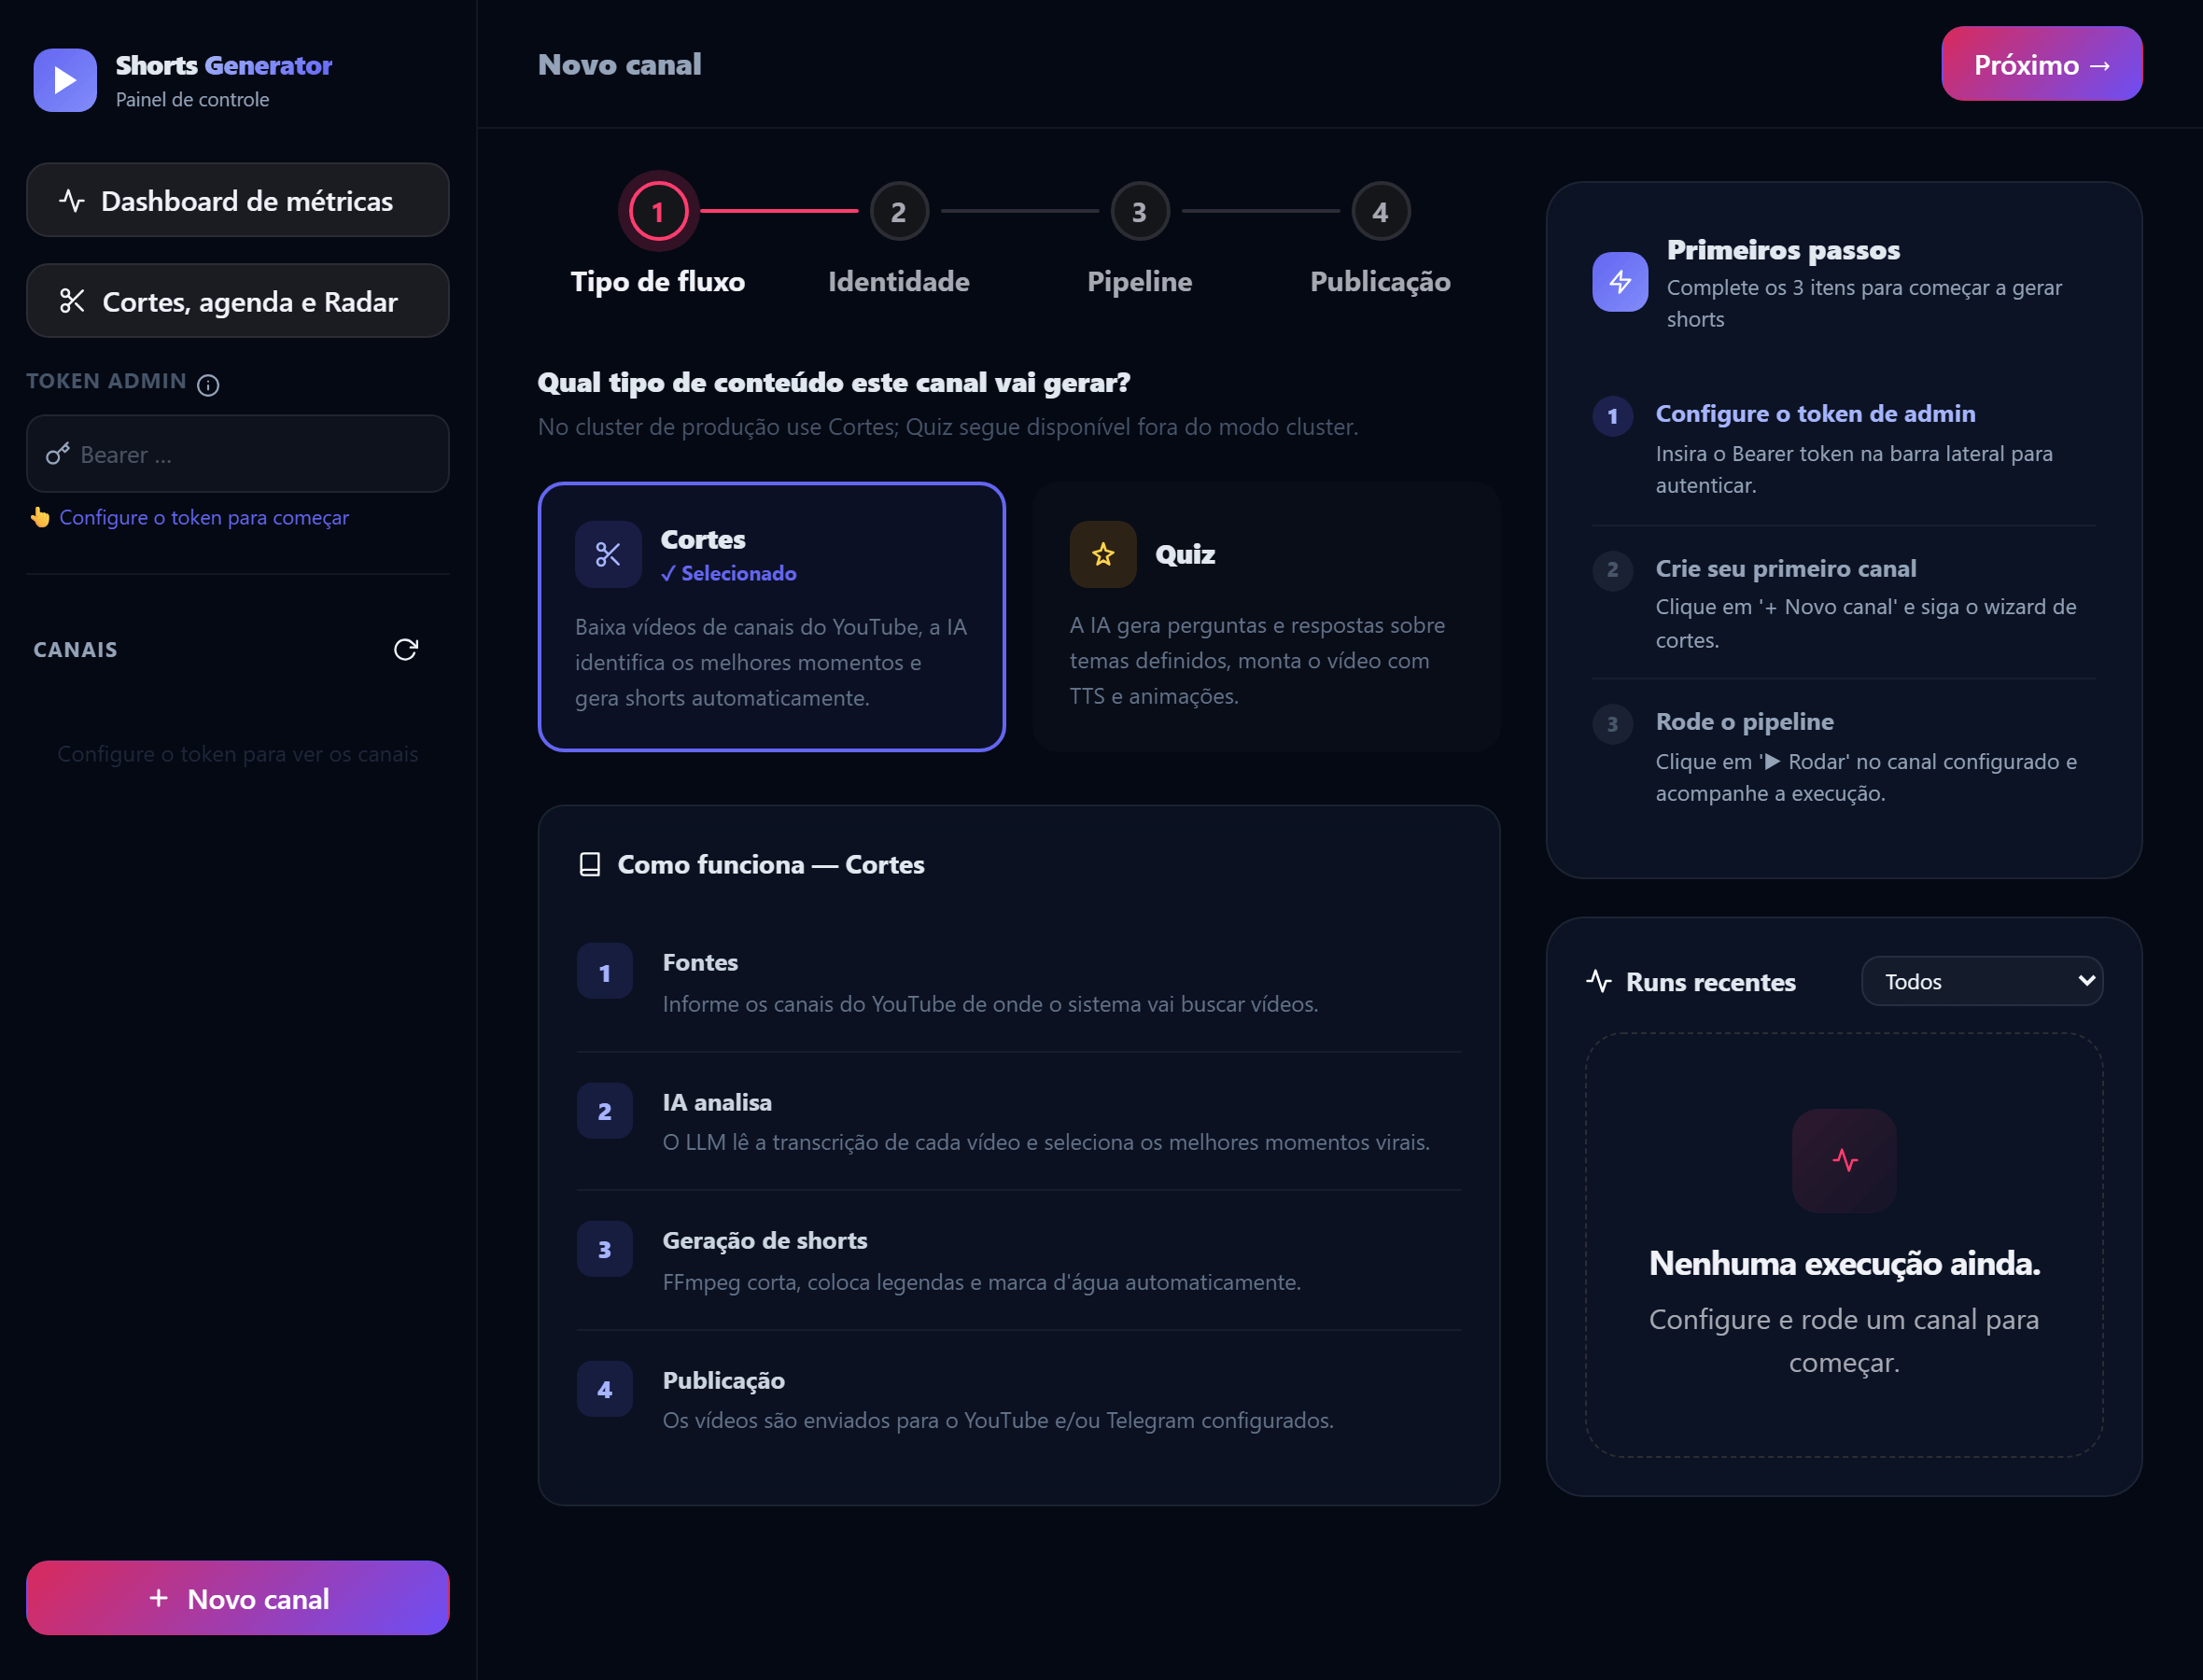 Shorts Generator
Painel de controle
Dashboard de métricas
Cortes, agenda e Radar
TOKEN ADMIN
Bearer ...
👆 Configure o token para começar
CANAIS
Configure o token para ver os canais
+ Novo canal
Novo canal
Próximo →
1
2
3
4
Tipo de fluxo
Identidade
Pipeline
Publicação
Qual tipo de conteúdo este canal vai gerar?
No cluster de produção use Cortes; Quiz segue disponível fora do modo cluster.
Cortes
✓ Selecionado
Baixa vídeos de canais do YouTube, a IA
identifica os melhores momentos e
gera shorts automaticamente.
Quiz
A IA gera perguntas e respostas sobre
temas definidos, monta o vídeo com
TTS e animações.
Como funciona — Cortes
1
Fontes
Informe os canais do YouTube de onde o sistema vai buscar vídeos.
2
IA analisa
O LLM lê a transcrição de cada vídeo e seleciona os melhores momentos virais.
3
Geração de shorts
FFmpeg corta, coloca legendas e marca d'água automaticamente.
4
Publicação
Os vídeos são enviados para o YouTube e/ou Telegram configurados.
Primeiros passos
Complete os 3 itens para começar a gerar
shorts
1
Configure o token de admin
Insira o Bearer token na barra lateral para
autenticar.
2
Crie seu primeiro canal
Clique em '+ Novo canal' e siga o wizard de
cortes.
3
Rode o pipeline
Clique em '▶ Rodar' no canal configurado e
acompanhe a execução.
Runs recentes
Todos
Nenhuma execução ainda.
Configure e rode um canal para
começar.